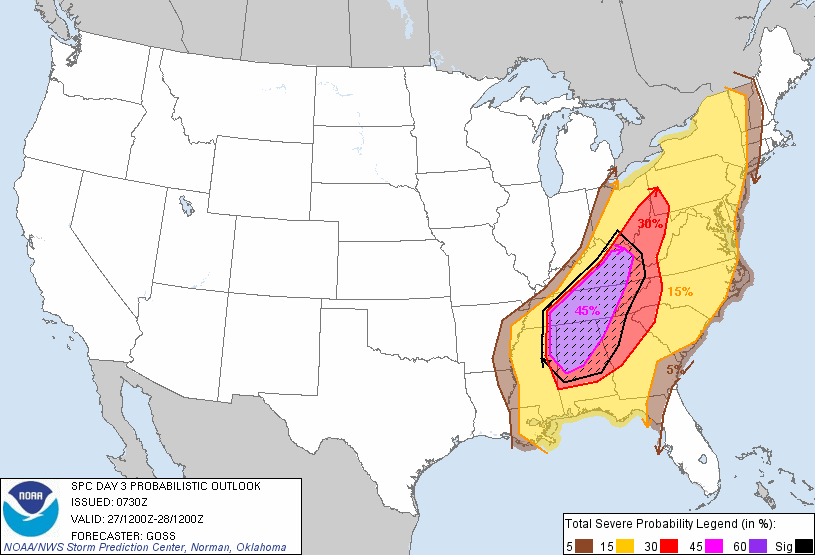 30%
15%
45%
5%
NOAA
SPC DAY 3 PROBABILISTIC OUTLOOK
ISSUED: 0730Z
VALID: 27/1200Z-28/1200Z
FORECASTER: GOSS
NOAA/NWS Storm Prediction Center, Norman, Oklahoma
Total Severe Probability Legend (in %):
5 15 30 45 60 Sig